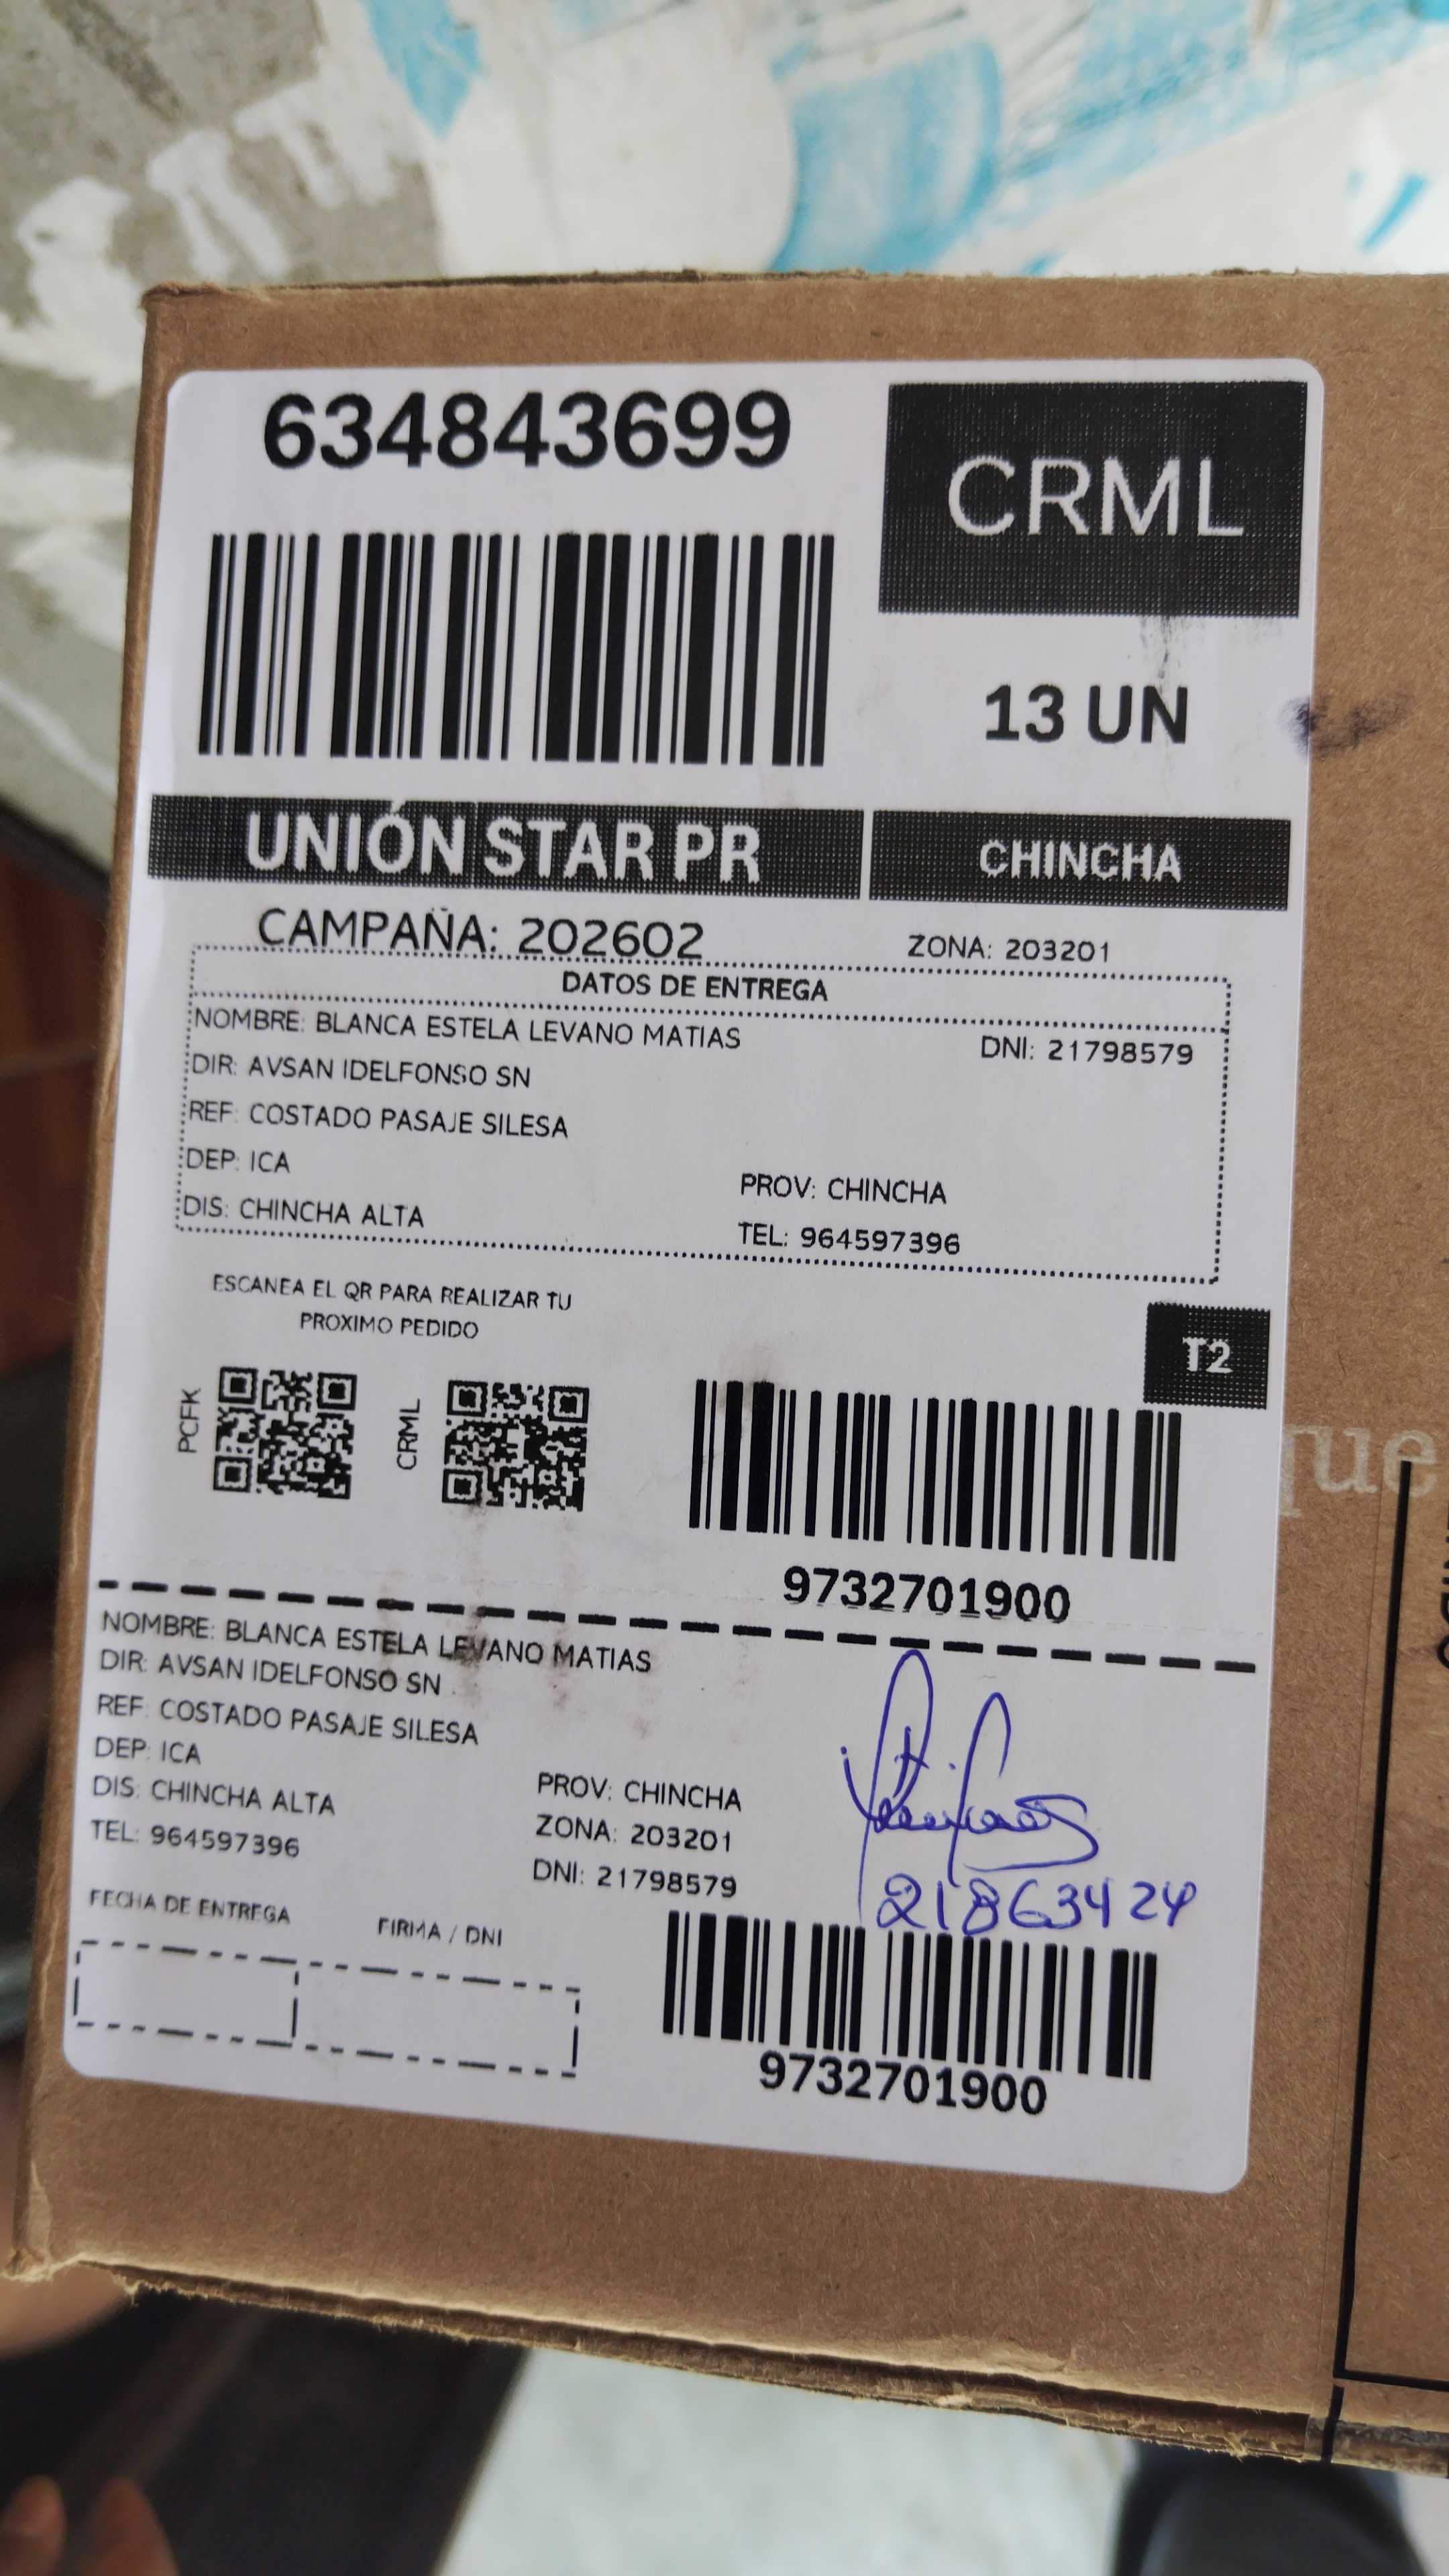 634843699
CRML
13 UN
UNIÓN STAR PR
CHINCHA
CAMPAÑA: 202602
ZONA: 203201
DATOS DE ENTREGA
NOMBRE: BLANCA ESTELA LEVANO MATIAS
DNI: 21798579
DIR: AVSAN IDELFONSO SN
REF: COSTADO PASAJE SILESA
DEP: ICA
PROV: CHINCHA
DIS: CHINCHA ALTA
TEL: 964597396
ESCANEA EL QR PARA REALIZAR TU
PROXIMO PEDIDO
T2
PCFK
CRML
que
9732701900
NOMBRE: BLANCA ESTELA LEVANO MATIAS
DIR: AVSAN IDELFONSO SN
REF: COSTADO PASAJE SILESA
DEP: ICA
DIS: CHINCHA ALTA
PROV: CHINCHA
TEL: 964597396
ZONA: 203201
DNI: 21798579
21863424
FECHA DE ENTREGA
FIRMA / DNI
9732701900